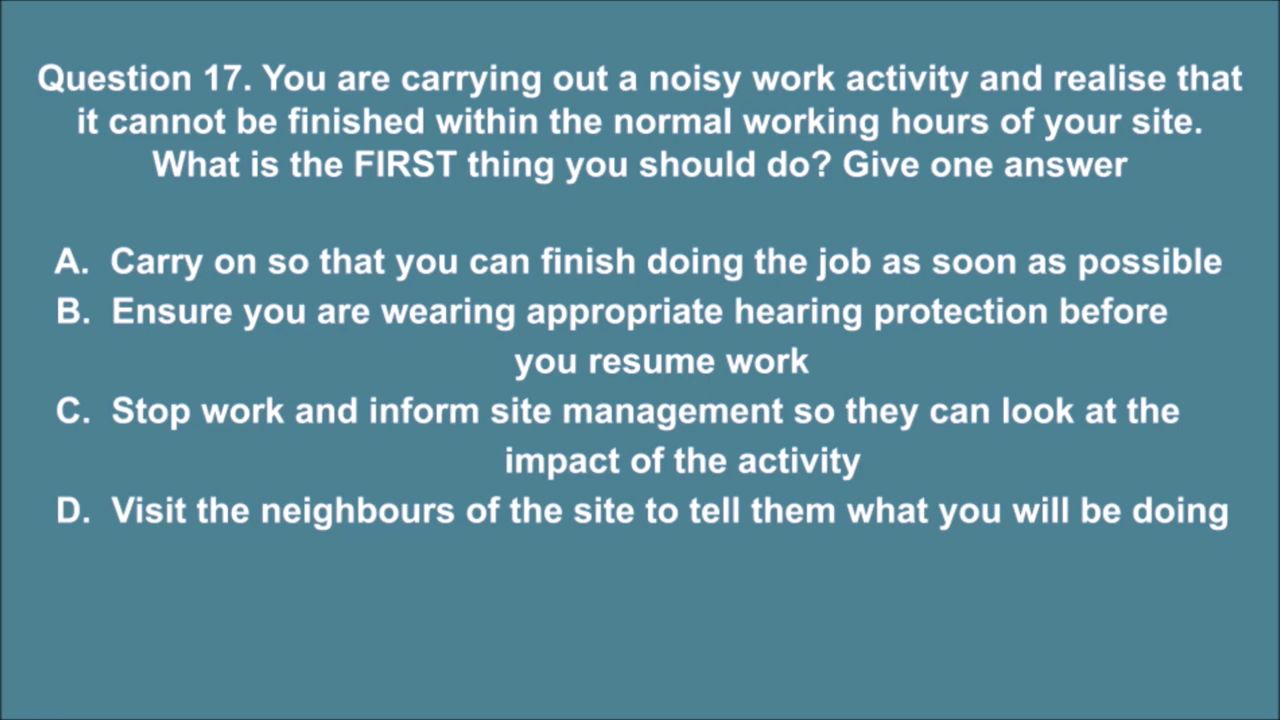 Question 17. You are carrying out a noisy work activity and realise that
it cannot be finished within the normal working hours of your site.
What is the FIRST thing you should do? Give one answer
A. Carry on so that you can finish doing the job as soon as possible
B. Ensure you are wearing appropriate hearing protection before
you resume work
C. Stop work and inform site management so they can look at the
impact of the activity
D. Visit the neighbours of the site to tell them what you will be doing